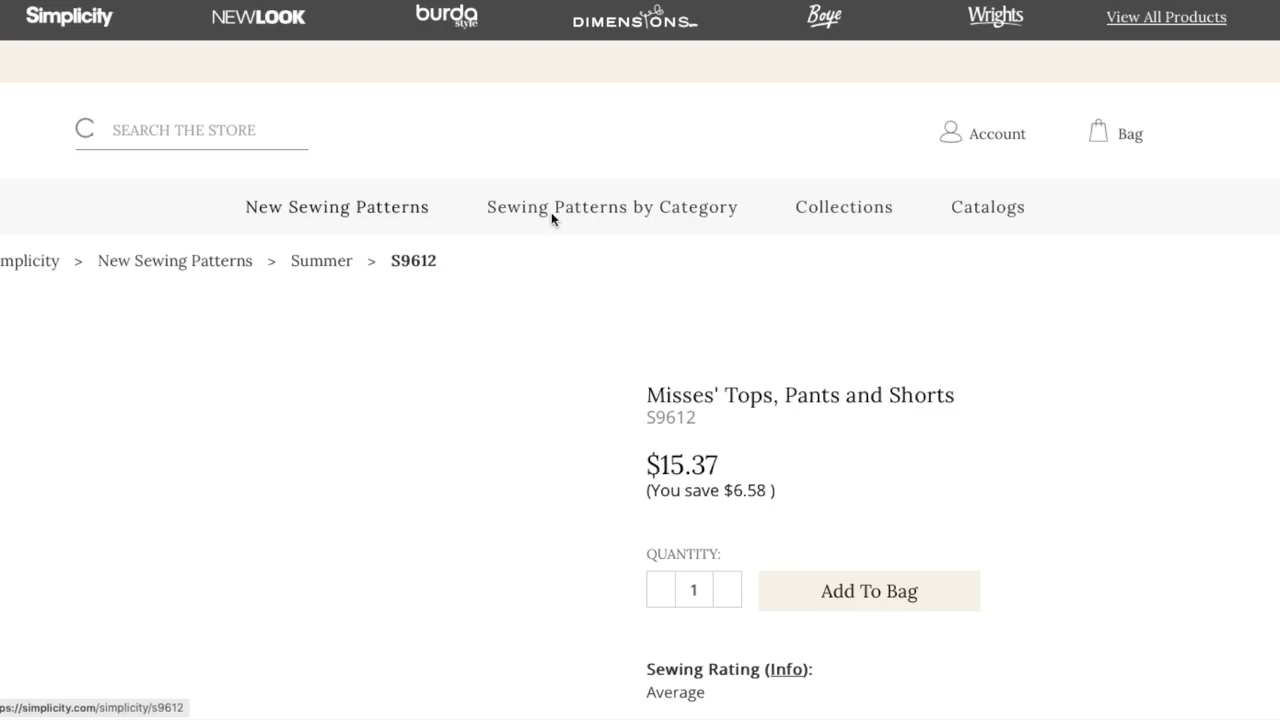 Simplicity NEWLOOK burda style DIMENSIONS Boye Wrights View All Products
SEARCH THE STORE
Account
Bag
New Sewing Patterns Sewing Patterns by Category Collections Catalogs
mplicity > New Sewing Patterns > Summer > S9612
Misses' Tops, Pants and Shorts
S9612
$15.37
(You save $6.58 )
QUANTITY:
1
Add To Bag
Sewing Rating (Info):
Average
ps://simplicity.com/simplicity/s9612